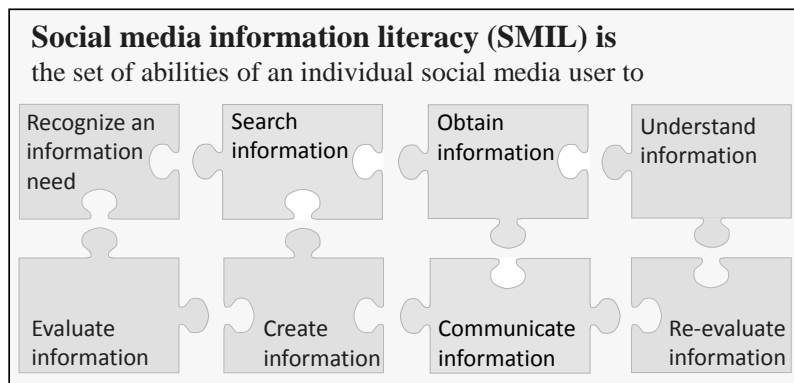 Social media information literacy (SMIL) is
the set of abilities of an individual social media user to
Recognize an
information
need
Search
information
Obtain
information
Understand
information
Evaluate
information
Create
information
Communicate
information
Re-evaluate
information